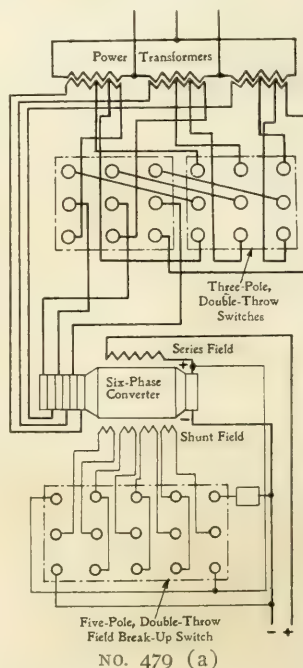 Power Transformers
Three-Pole,
Double-Throw
Switches
Series Field
+
Six-Phase
Converter
-
Shunt Field
Five-Pole, Double-Throw
Field Break-Up Switch
- +
NO. 479 (a)